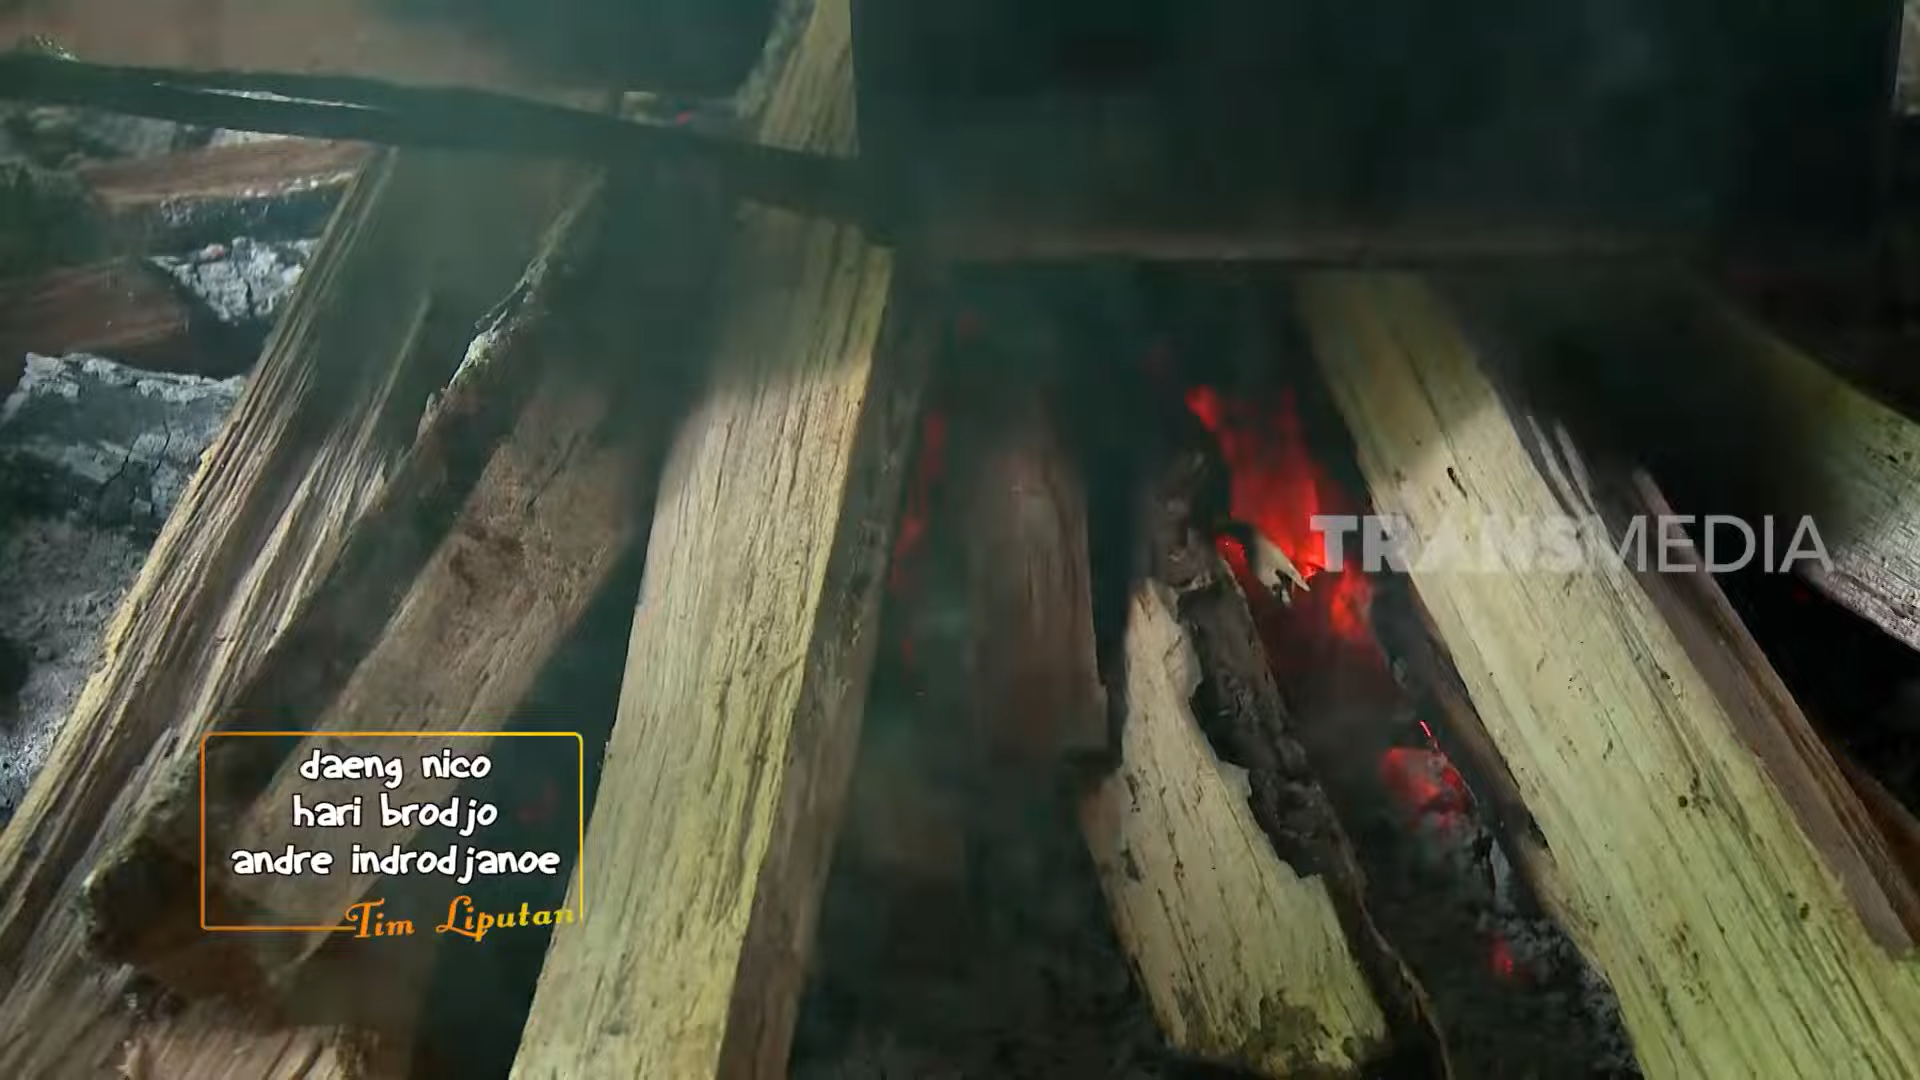 TRANSMEDIA
daeng nico
hari brodjo
andre indrodjanoe
Tim Liputan